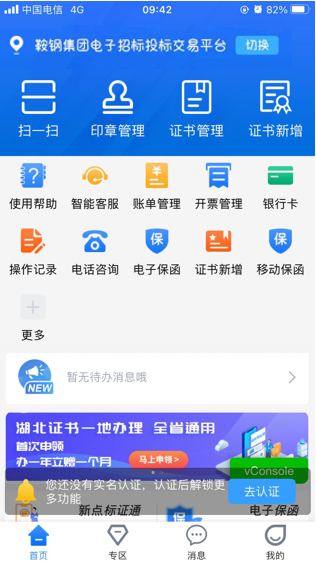 中国电信 4G 09:42 82%
鞍钢集团电子招标投标交易平台 切换
扫一扫 印章管理 证书管理 证书新增
使用帮助 智能客服 账单管理 开票管理 银行卡
操作记录 电话咨询 电子保函 证书新增 移动保函
更多
NEW 暂无待办消息哦
湖北证书一地办理 全省通用
首次申领
办一年立赠一个月 马上申领
vConsole
您还没有实名认证，认证后解锁更多功能 去认证
新点标证通 电子保函
首页 专区 消息 我的